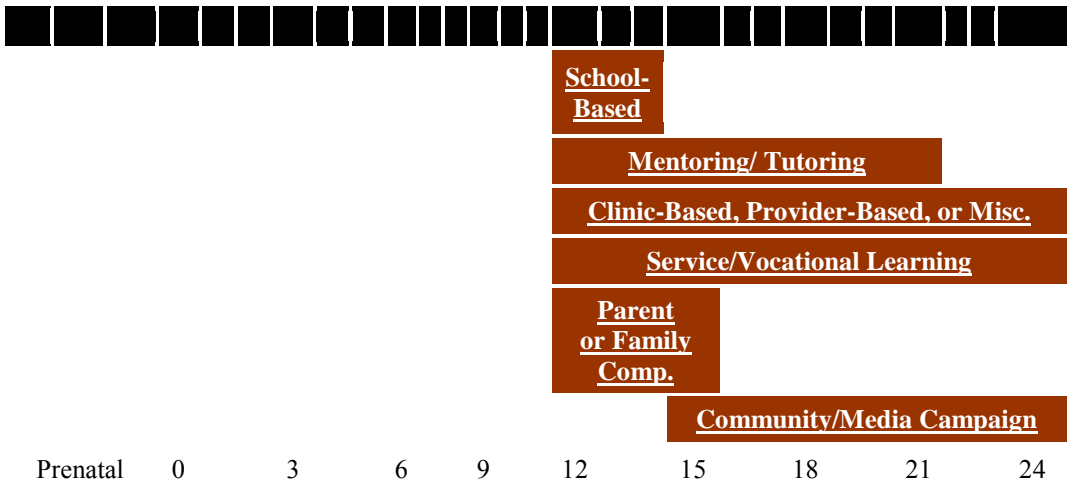 School-
Based
Mentoring/ Tutoring
Clinic-Based, Provider-Based, or Misc.
Service/Vocational Learning
Parent
or Family
Comp.
Community/Media Campaign
Prenatal 0 3 6 9 12 15 18 21 24